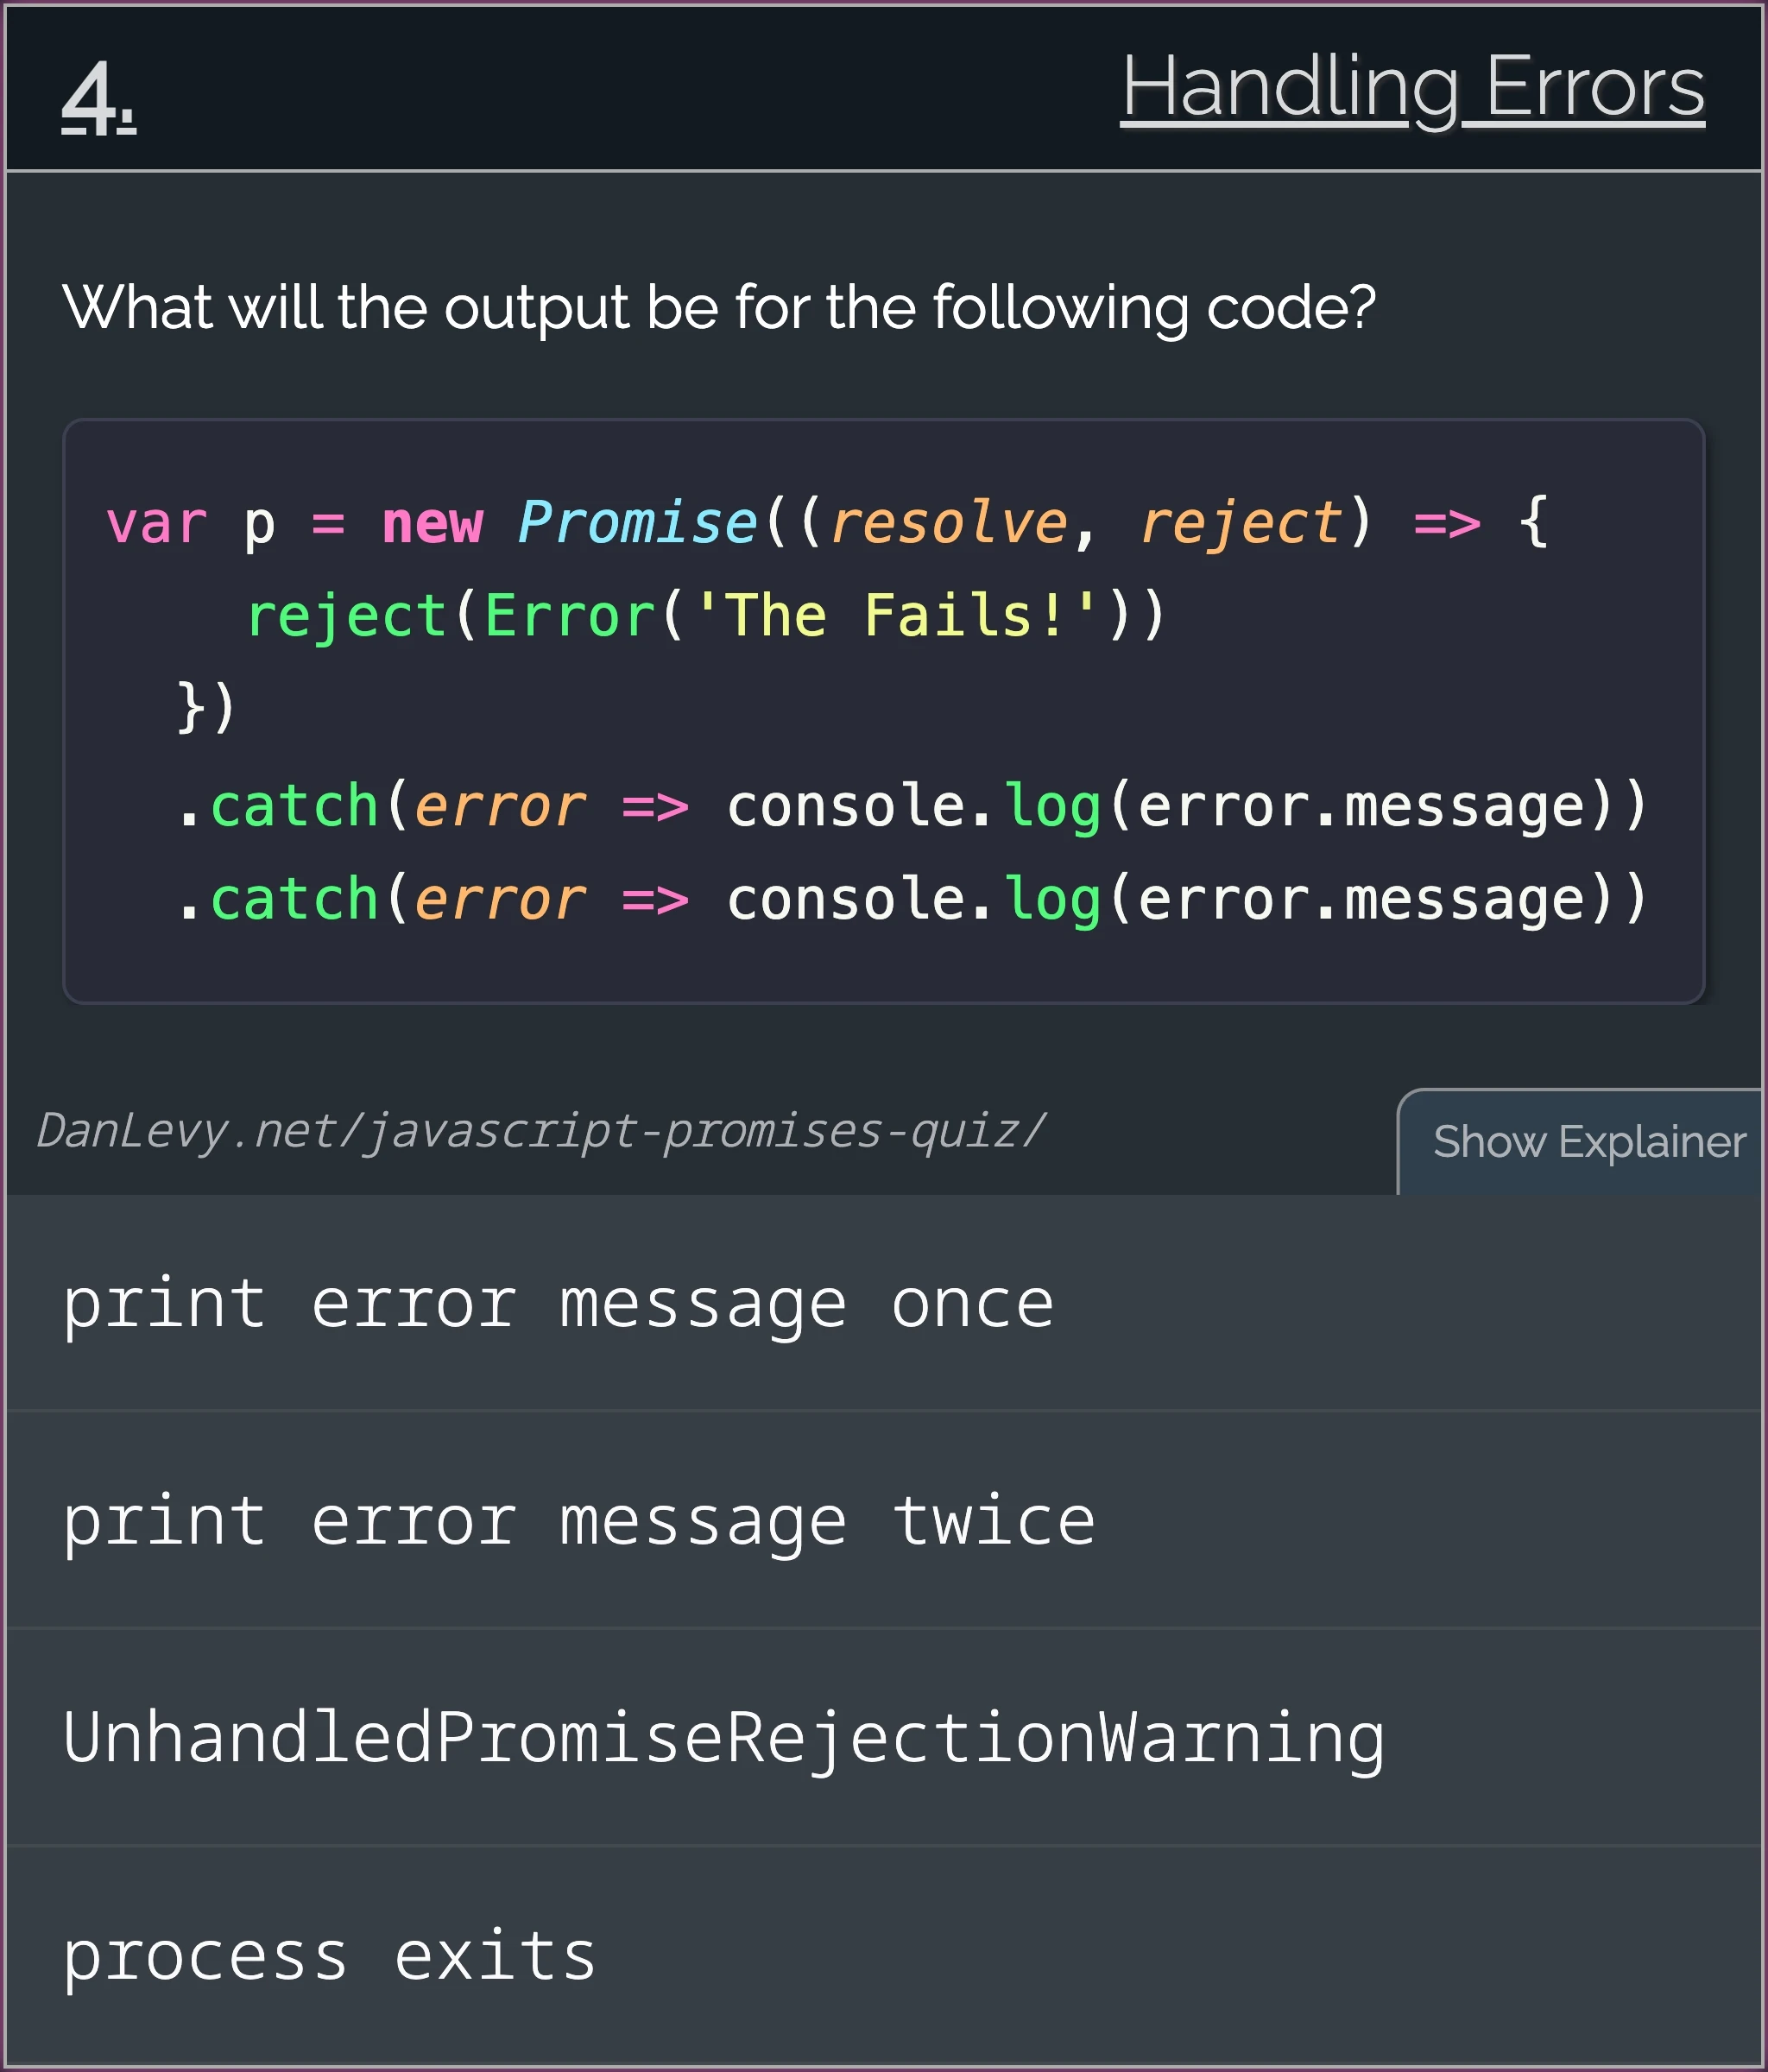 4.
Handling Errors
What will the output be for the following code?
var p = new Promise((resolve, reject) => {
    reject(Error('The Fails!'))
  })
  .catch(error => console.log(error.message))
  .catch(error => console.log(error.message))
DanLevy.net/javascript-promises-quiz/
Show Explainer
print error message once
print error message twice
UnhandledPromiseRejectionWarning
process exits